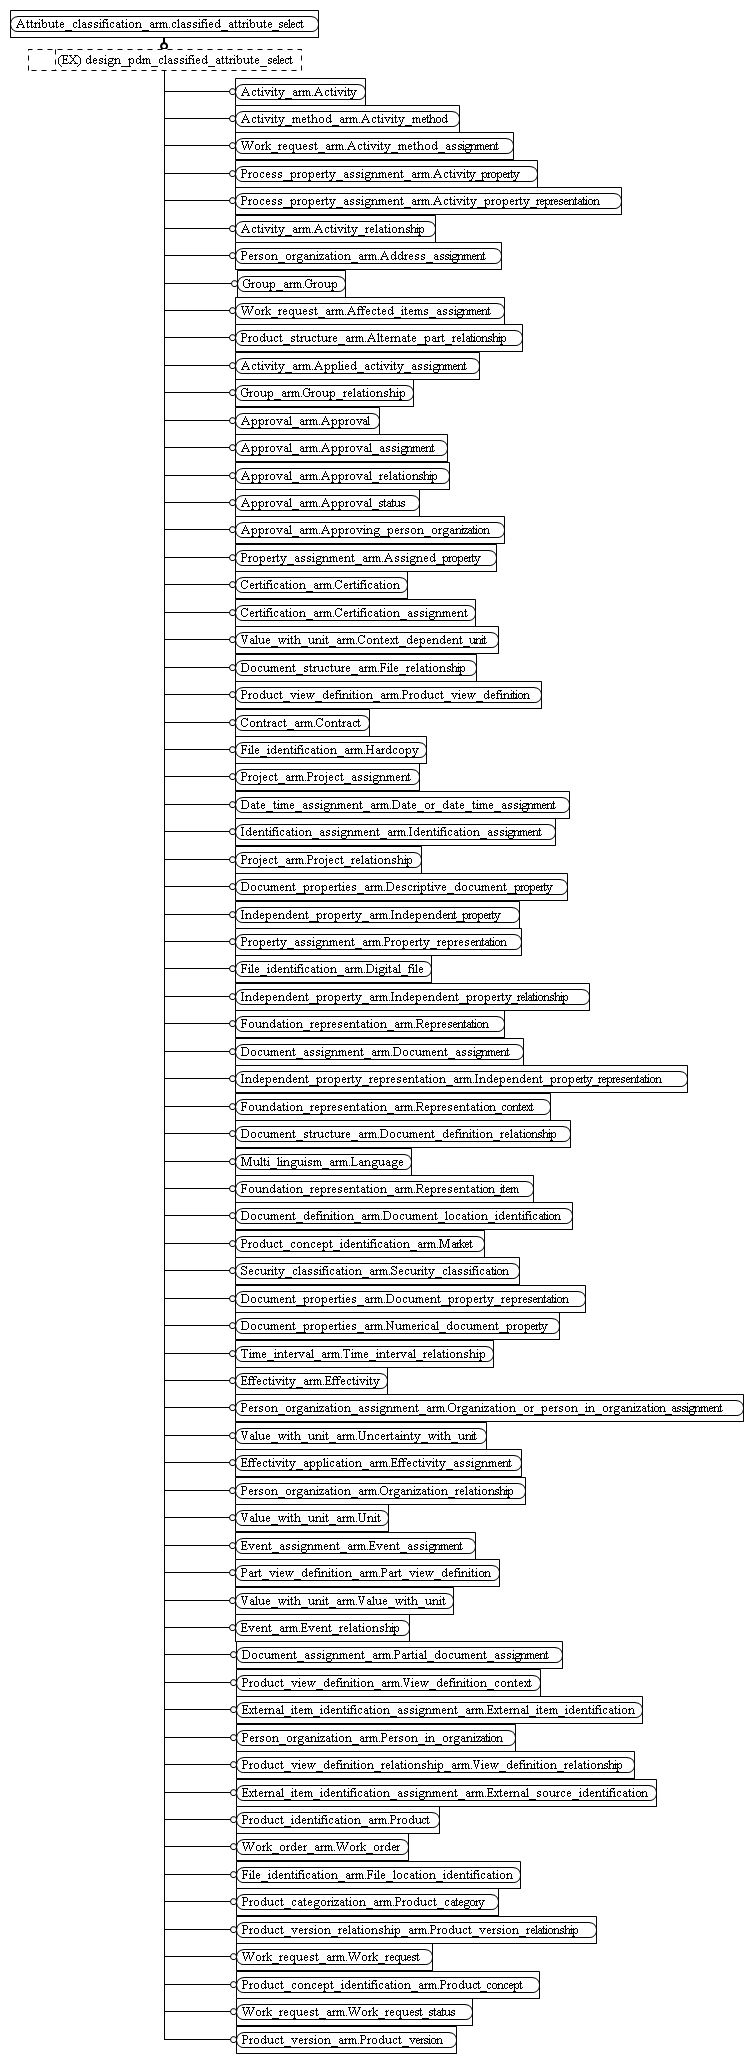 Attribute_classification_arm.classified_attribute_select
(EX) design_pdm_classified_attribute_select
Activity_arm.Activity
Activity_method_arm.Activity_method
Work_request_arm.Activity_method_assignment
Process_property_assignment_arm.Activity_property
Process_property_assignment_arm.Activity_property_representation
Activity_arm.Activity_relationship
Person_organization_arm.Address_assignment
Group_arm.Group
Work_request_arm.Affected_items_assignment
Product_structure_arm.Alternate_part_relationship
Activity_arm.Applied_activity_assignment
Group_arm.Group_relationship
Approval_arm.Approval
Approval_arm.Approval_assignment
Approval_arm.Approval_relationship
Approval_arm.Approval_status
Approval_arm.Approving_person_organization
Property_assignment_arm.Assigned_property
Certification_arm.Certification
Certification_arm.Certification_assignment
Value_with_unit_arm.Context_dependent_unit
Document_structure_arm.File_relationship
Product_view_definition_arm.Product_view_definition
Contract_arm.Contract
File_identification_arm.Hardcopy
Project_arm.Project_assignment
Date_time_assignment_arm.Date_or_date_time_assignment
Identification_assignment_arm.Identification_assignment
Project_arm.Project_relationship
Document_properties_arm.Descriptive_document_property
Independent_property_arm.Independent_property
Property_assignment_arm.Property_representation
File_identification_arm.Digital_file
Independent_property_arm.Independent_property_relationship
Foundation_representation_arm.Representation
Document_assignment_arm.Document_assignment
Independent_property_representation_arm.Independent_property_representation
Foundation_representation_arm.Representation_context
Document_structure_arm.Document_definition_relationship
Multi_linguism_arm.Language
Foundation_representation_arm.Representation_item
Document_definition_arm.Document_location_identification
Product_concept_identification_arm.Market
Security_classification_arm.Security_classification
Document_properties_arm.Document_property_representation
Document_properties_arm.Numerical_document_property
Time_interval_arm.Time_interval_relationship
Effectivity_arm.Effectivity
Person_organization_assignment_arm.Organization_or_person_in_organization_assignment
Value_with_unit_arm.Uncertainty_with_unit
Effectivity_application_arm.Effectivity_assignment
Person_organization_arm.Organization_relationship
Value_with_unit_arm.Unit
Event_assignment_arm.Event_assignment
Part_view_definition_arm.Part_view_definition
Value_with_unit_arm.Value_with_unit
Event_arm.Event_relationship
Document_assignment_arm.Partial_document_assignment
Product_view_definition_arm.View_definition_context
External_item_identification_assignment_arm.External_item_identification
Person_organization_arm.Person_in_organization
Product_view_definition_relationship_arm.View_definition_relationship
External_item_identification_assignment_arm.External_source_identification
Product_identification_arm.Product
Work_order_arm.Work_order
File_identification_arm.File_location_identification
Product_categorization_arm.Product_category
Product_version_relationship_arm.Product_version_relationship
Work_request_arm.Work_request
Product_concept_identification_arm.Product_concept
Work_request_arm.Work_request_status
Product_version_arm.Product_version